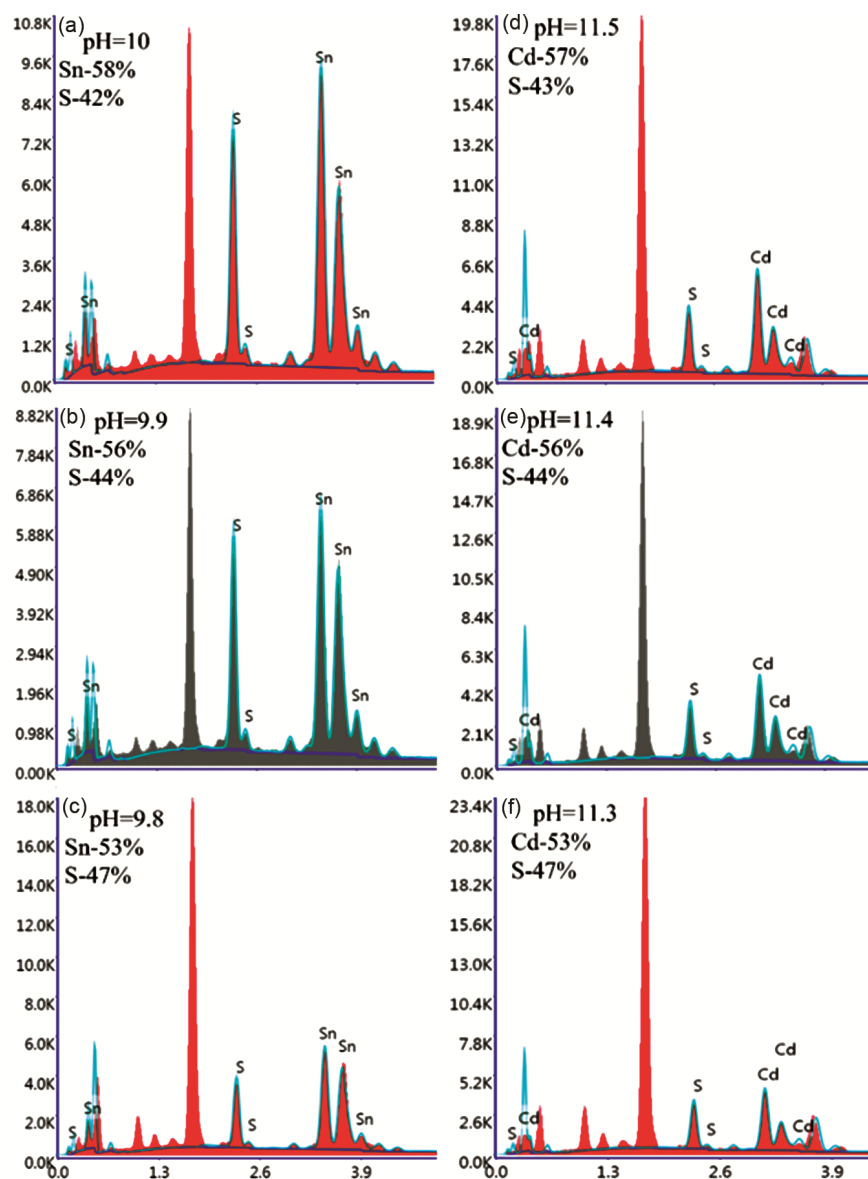 (a)
pH=10
Sn-58%
S-42%
10.8K
9.6K
8.4K
7.2K
6.0K
4.8K
3.6K
2.4K
1.2K
0.0K
S
Sn
S
S
Sn
Sn
Sn
(d)
pH=11.5
Cd-57%
S-43%
19.8K
17.6K
15.4K
13.2K
11.0K
8.8K
6.6K
4.4K
2.2K
0.0K
S
Cd
S
S
Cd
Cd
Cd
(b)
pH=9.9
Sn-56%
S-44%
8.82K
7.84K
6.86K
5.88K
4.90K
3.92K
2.94K
1.96K
0.98K
0.00K
S
Sn
S
S
Sn
Sn
Sn
(e)
pH=11.4
Cd-56%
S-44%
18.9K
16.8K
14.7K
12.6K
10.5K
8.4K
6.3K
4.2K
2.1K
0.0K
S
Cd
S
S
Cd
Cd
Cd
(c)
pH=9.8
Sn-53%
S-47%
18.0K
16.0K
14.0K
12.0K
10.0K
8.0K
6.0K
4.0K
2.0K
0.0K
S
Sn
S
S
Sn
Sn
Sn
0.0 1.3 2.6 3.9
(f)
pH=11.3
Cd-53%
S-47%
23.4K
20.8K
18.2K
15.6K
13.0K
10.4K
7.8K
5.2K
2.6K
0.0K
S
Cd
S
S
Cd
Cd
Cd
0.0 1.3 2.6 3.9